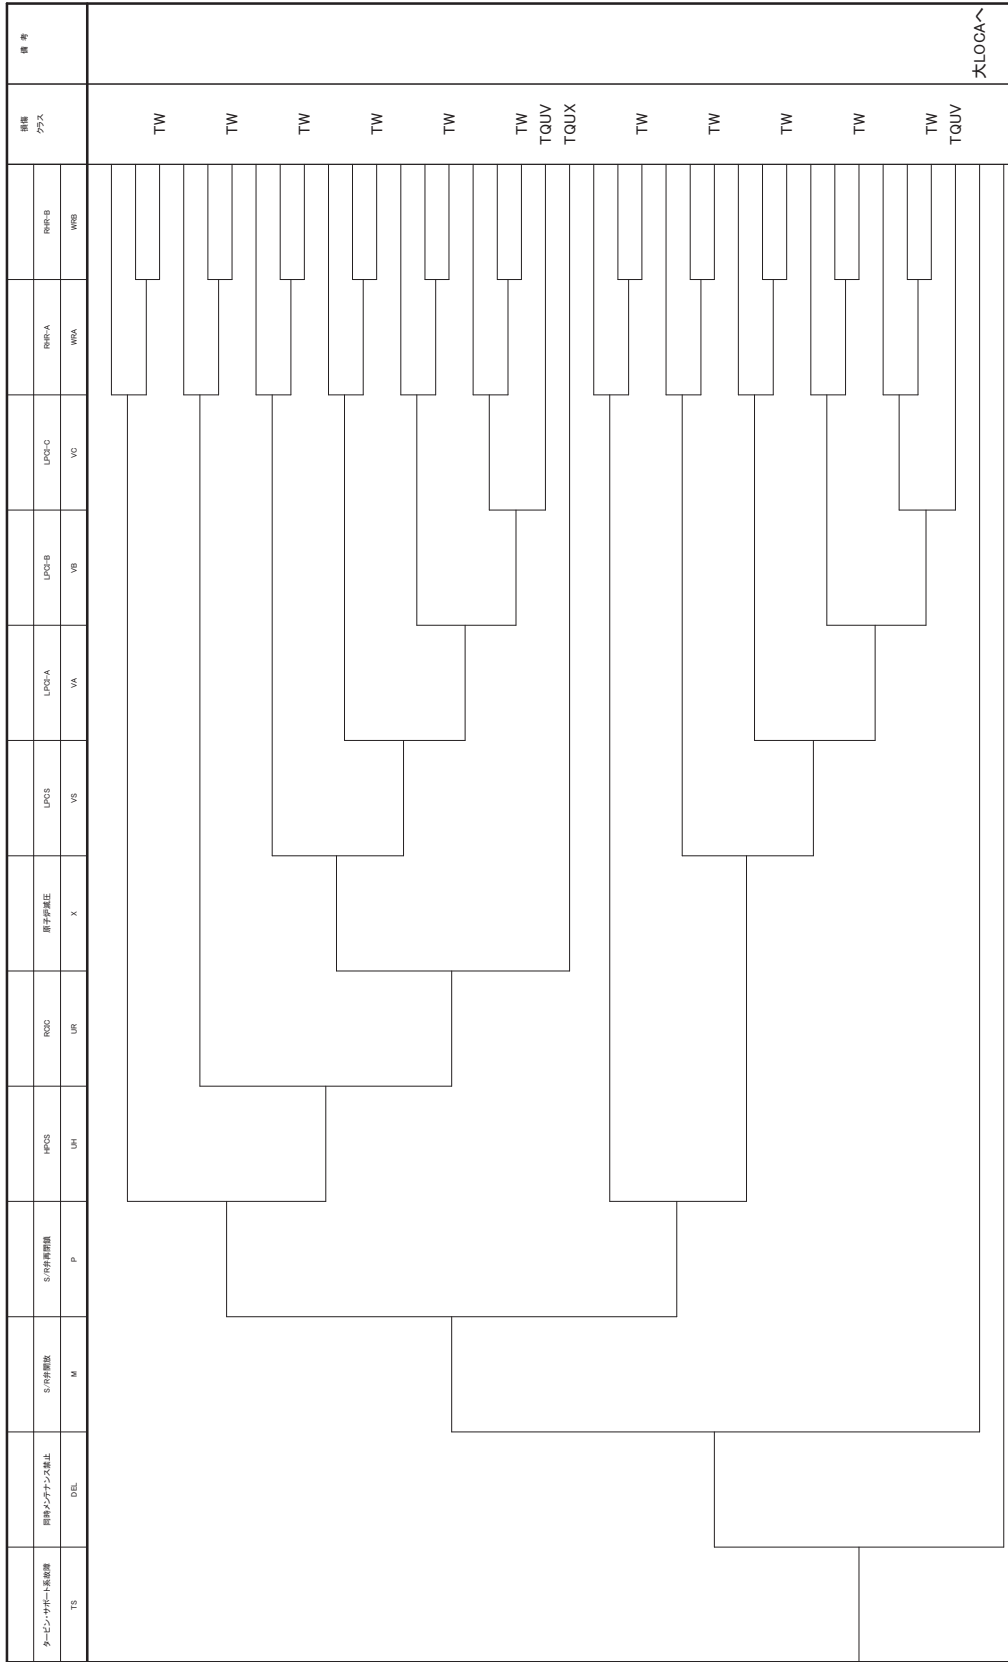 タービン・サポート系故障
同時メンテナンス禁止
S/R弁開放
S/R弁再閉鎖
HPCS
RCIC
原子炉減圧
LPCS
LPCI-A
LPCI-B
LPCI-C
RHR-A
RHR-B
損傷
クラス
備 考
TS
DEL
M
P
UH
UR
X
VS
VA
VB
VC
WRA
WRB
TW
TW
TW
TW
TW
TW
TQUV
TQUX
TW
TW
TW
TW
TW
TQUV
大LOCAへ